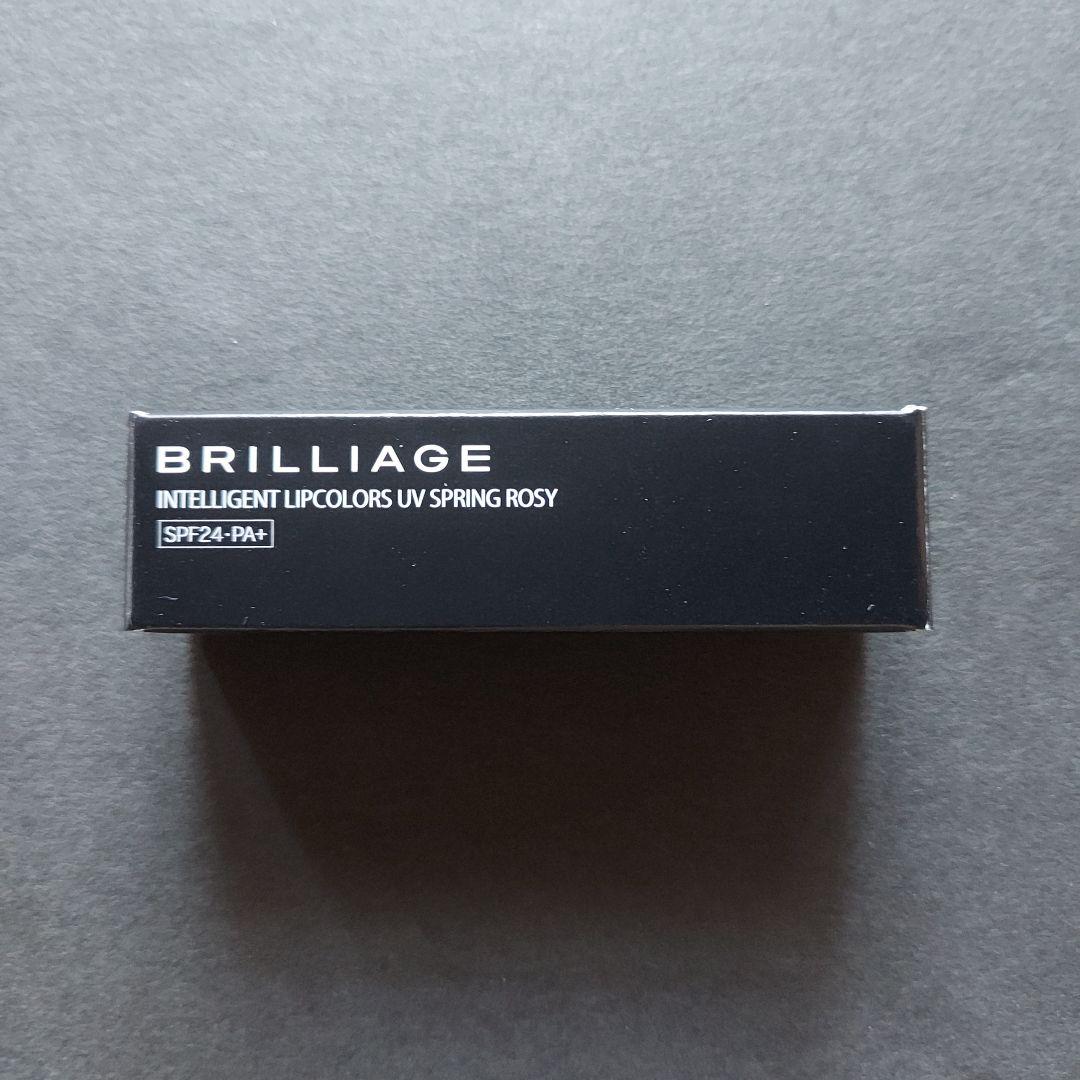 BRILLIAGE
INTELLIGENT LIPCOLORS UV SPRING ROSY
SPF24·PA+